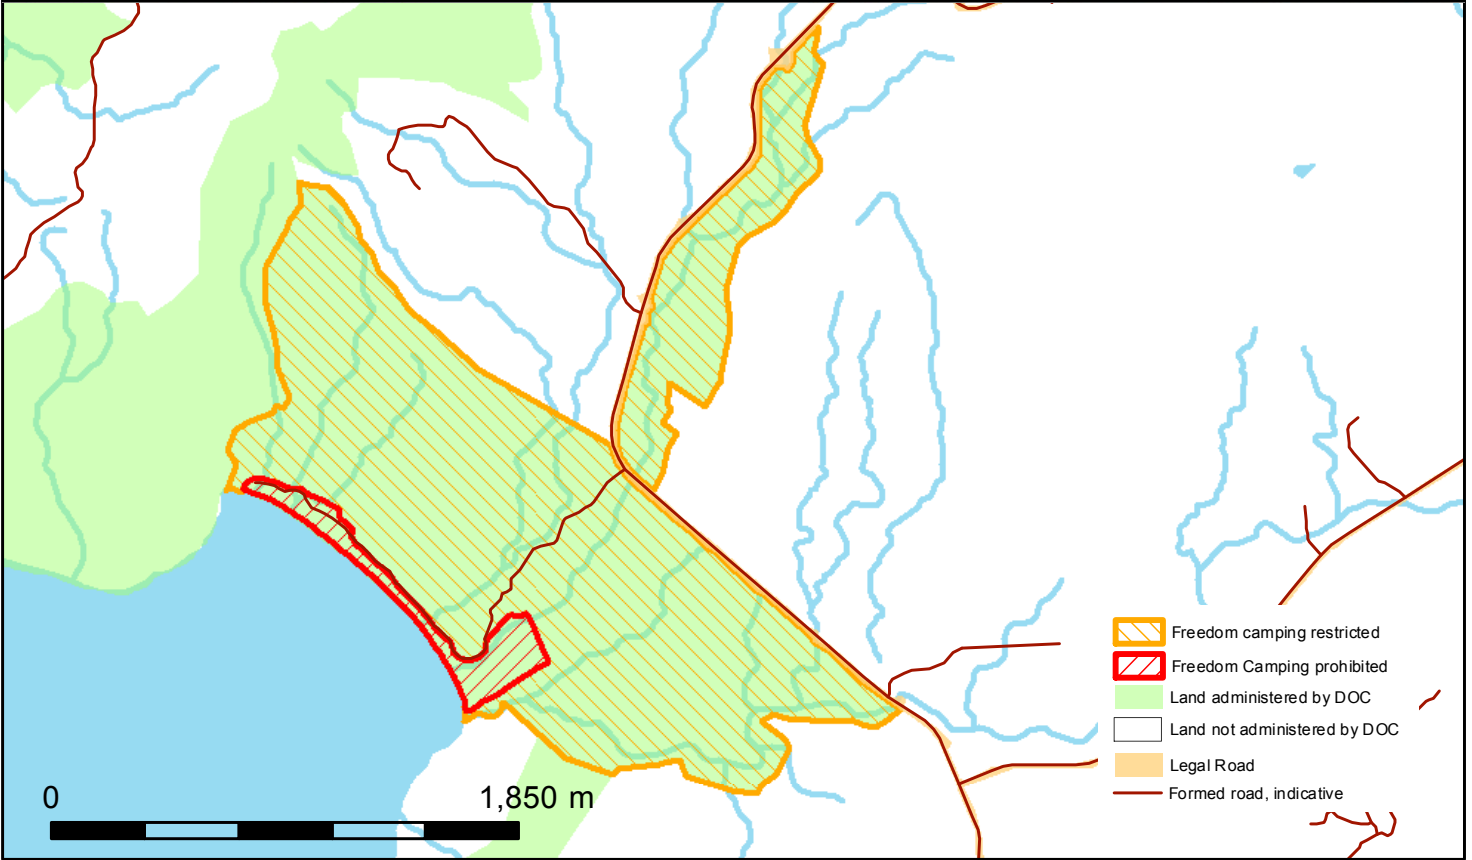 0 1,850 m
Freedom camping restricted
Freedom Camping prohibited
Land administered by DOC
Land not administered by DOC
Legal Road
Formed road, indicative